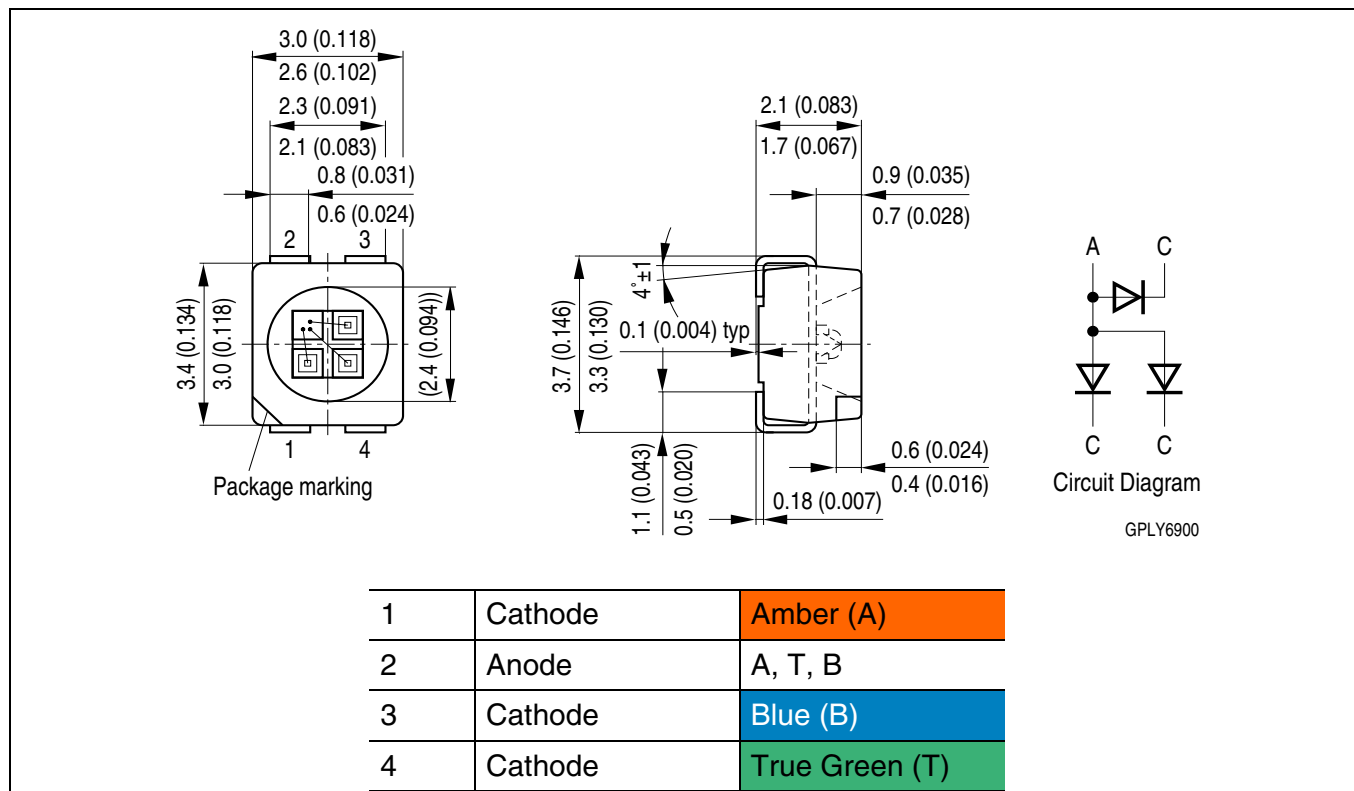 3.0 (0.118)
2.6 (0.102)
2.3 (0.091)
2.1 (0.083)
0.8 (0.031)
0.6 (0.024)
2
3
3.4 (0.134)
3.0 (0.118)
(2.4 (0.094))
1
4
Package marking
2.1 (0.083)
1.7 (0.067)
0.9 (0.035)
0.7 (0.028)
4°±1
0.1 (0.004) typ
3.7 (0.146)
3.3 (0.130)
1.1 (0.043)
0.5 (0.020)
0.6 (0.024)
0.4 (0.016)
0.18 (0.007)
A
C
C
C
Circuit Diagram
GPLY6900
1 Cathode Amber (A)
2 Anode A, T, B
3 Cathode Blue (B)
4 Cathode True Green (T)